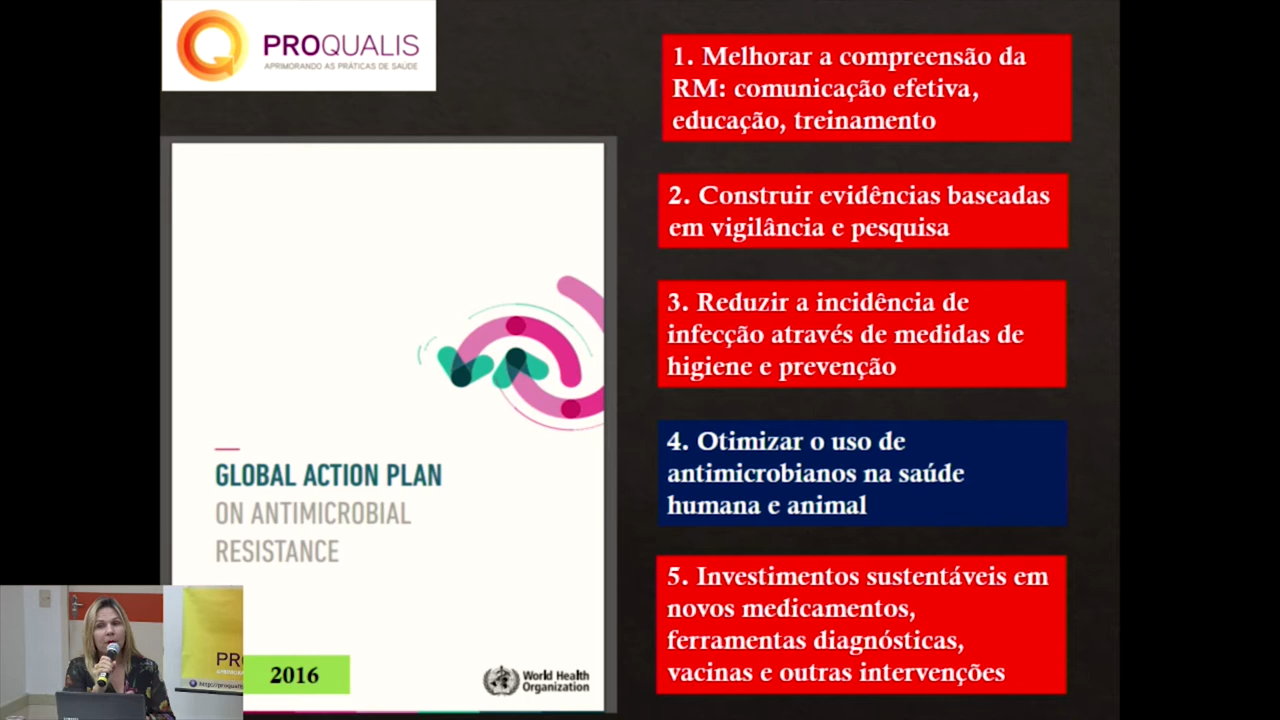 PROQUALIS
APRIMORANDO AS PRÁTICAS DE SAÚDE
1. Melhorar a compreensão da
RM: comunicação efetiva,
educação, treinamento
2. Construir evidências baseadas
em vigilância e pesquisa
3. Reduzir a incidência de
infecção através de medidas de
higiene e prevenção
4. Otimizar o uso de
antimicrobianos na saúde
humana e animal
5. Investimentos sustentáveis em
novos medicamentos,
ferramentas diagnósticas,
vacinas e outras intervenções
GLOBAL ACTION PLAN
ON ANTIMICROBIAL
RESISTANCE
2016
World Health
Organization
PR